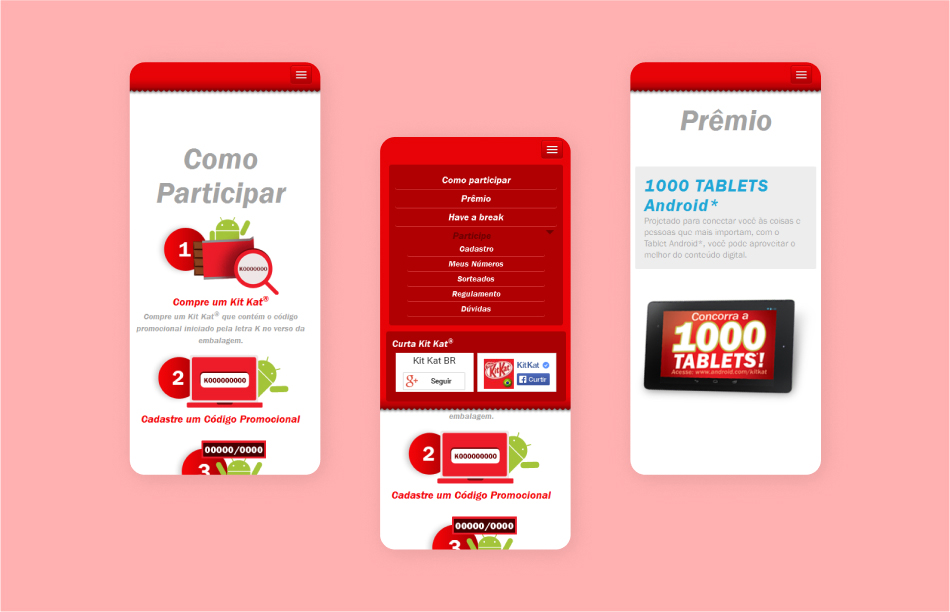 Como
Participar
1
K0000000
Compre um Kit Kat®
Compre um Kit Kat® que contém o código
promocional iniciado pela letra K no verso da
embalagem.
2
K000000000
Cadastre um Código Promocional
00000/0000
3
Como participar
Prêmio
Have a break
Participe
Cadastro
Meus Números
Sorteados
Regulamento
Dúvidas
Curta Kit Kat®
Kit Kat BR
g+ Seguir
KitKat
KitKat
Curtir
embalagem.
2
K000000000
Cadastre um Código Promocional
00000/0000
3
Prêmio
1000 TABLETS
Android*
Projetado para conectar você às coisas e
pessoas que mais importam, com o
Tablet Android*, você pode aproveitar o
melhor do conteúdo digital.
Concorra a
1000
TABLETS!
Acesse: www.android.com/kitkat